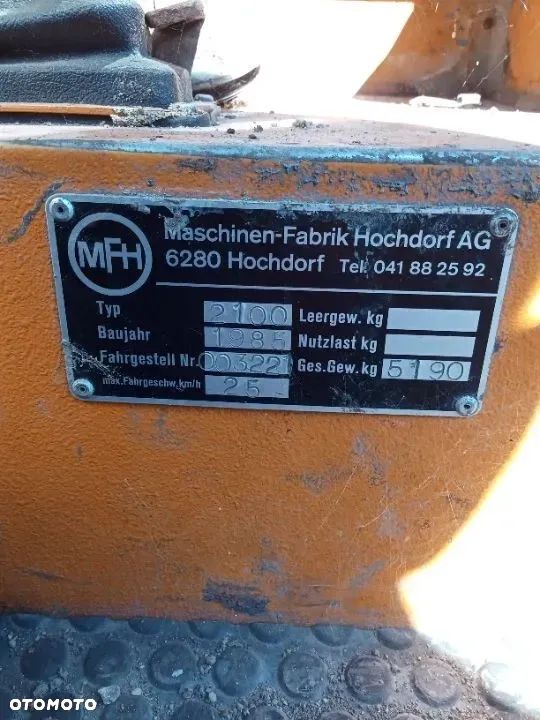 MFH
Maschinen-Fabrik Hochdorf AG
6280 Hochdorf Tel. 041 88 25 92
Typ 2100 Leergew. kg
Baujahr 1985 Nutzlast kg
Fahrgestell Nr. 003221 Ges.Gew. kg 5190
max.Fahrgeschw.km/h 25
OTOMOTO